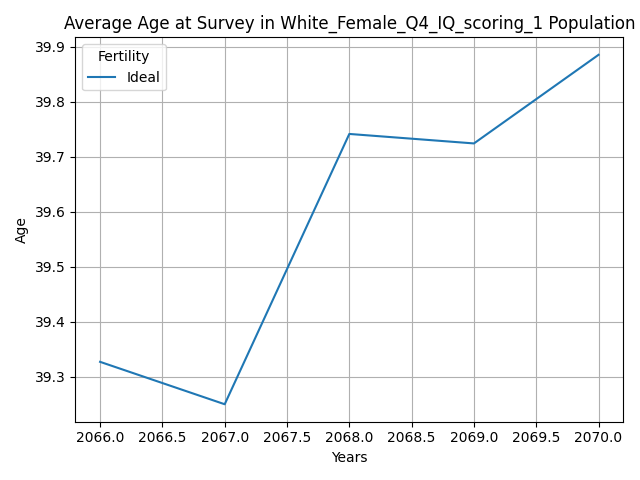 Average Age at Survey in White_Female_Q4_IQ_scoring_1 Population
Fertility
Ideal
Age
39.9
39.8
39.7
39.6
39.5
39.4
39.3
2066.0 2066.5 2067.0 2067.5 2068.0 2068.5 2069.0 2069.5 2070.0
Years